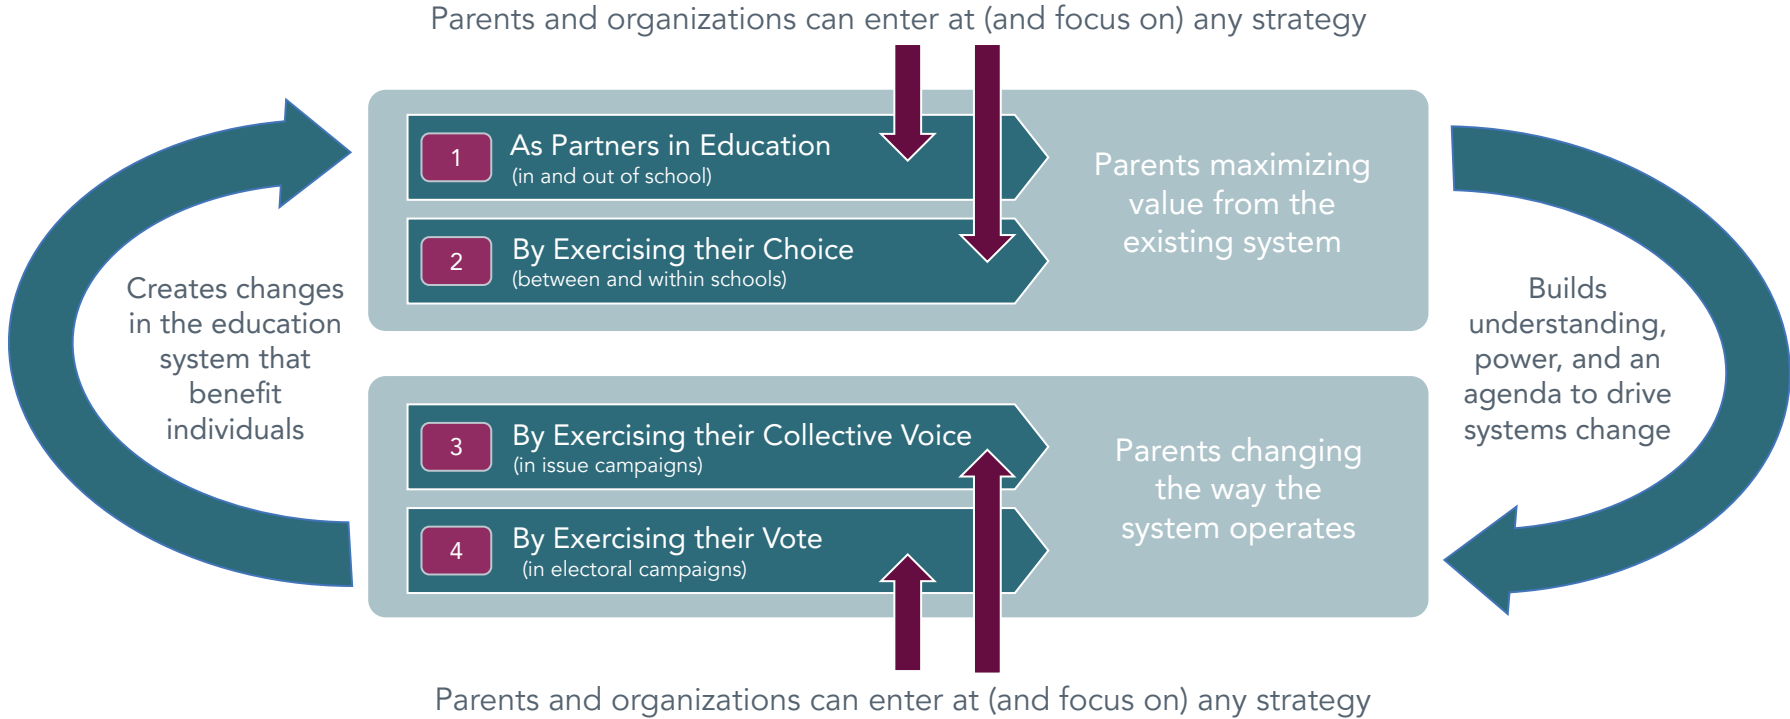 Parents and organizations can enter at (and focus on) any strategy
1
As Partners in Education
(in and out of school)
2
By Exercising their Choice
(between and within schools)
Parents maximizing
value from the
existing system
Creates changes
in the education
system that
benefit
individuals
Builds
understanding,
power, and an
agenda to drive
systems change
3
By Exercising their Collective Voice
(in issue campaigns)
4
By Exercising their Vote
(in electoral campaigns)
Parents changing
the way the
system operates
Parents and organizations can enter at (and focus on) any strategy